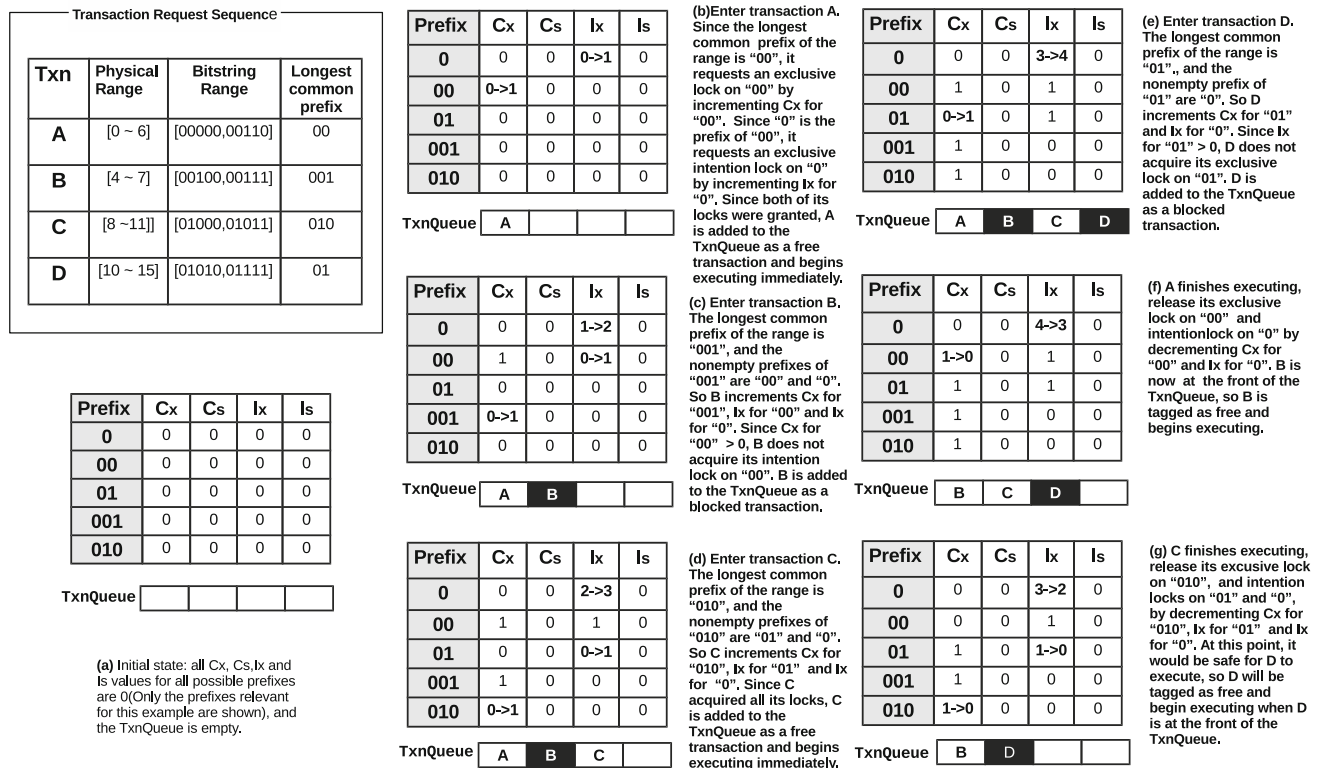 Transaction Request Sequence
Txn Physical Range Bitstring Range Longest common prefix
A [0 ~ 6] [00000,00110] 00
B [4 ~ 7] [00100,00111] 001
C [8 ~11]] [01000,01011] 010
D [10 ~ 15] [01010,01111] 01
Prefix Cx Cs Ix Is
0 0 0 0 0
00 0 0 0 0
01 0 0 0 0
001 0 0 0 0
010 0 0 0 0
TxnQueue
(a) Initial state: all Cx, Cs,Ix and
Is values for all possible prefixes
are 0(Only the prefixes relevant
for this example are shown), and
the TxnQueue is empty.
Prefix Cx Cs Ix Is
0 0 0 0->1 0
00 0->1 0 0 0
01 0 0 0 0
001 0 0 0 0
010 0 0 0 0
TxnQueue A
(b)Enter transaction A.
Since the longest
common prefix of the
range is “00”, it
requests an exclusive
lock on “00” by
incrementing Cx for
“00”. Since “0” is the
prefix of “00”, it
requests an exclusive
intention lock on “0”
by incrementing Ix for
“0”. Since both of its
locks were granted, A
is added to the
TxnQueue as a free
transaction and begins
executing immediately.
Prefix Cx Cs Ix Is
0 0 0 1->2 0
00 1 0 0->1 0
01 0 0 0 0
001 0->1 0 0 0
010 0 0 0 0
TxnQueue A B
(c) Enter transaction B.
The longest common
prefix of the range is
“001”, and the
nonempty prefixes of
“001” are “00” and “0”.
So B increments Cx for
“001”, Ix for “00” and Ix
for “0”. Since Cx for
“00” > 0, B does not
acquire its intention
lock on “00”. B is added
to the TxnQueue as a
blocked transaction.
Prefix Cx Cs Ix Is
0 0 0 2->3 0
00 1 0 1 0
01 0 0 0->1 0
001 1 0 0 0
010 0->1 0 0 0
TxnQueue A B C
(d) Enter transaction C.
The longest common
prefix of the range is
“010”, and the
nonempty prefixes of
“010” are “01” and “0”.
So C increments Cx for
“010”, Ix for “01” and Ix
for “0”. Since C
acquired all its locks, C
is added to the
TxnQueue as a free
transaction and begins
executing immediately.
Prefix Cx Cs Ix Is
0 0 0 3->4 0
00 1 0 1 0
01 0->1 0 1 0
001 1 0 0 0
010 1 0 0 0
TxnQueue A B C D
(e) Enter transaction D.
The longest common
prefix of the range is
“01”,, and the
nonempty prefix of
“01” are “0”. So D
increments Cx for “01”
and Ix for “0”. Since Ix
for “01” > 0, D does not
acquire its exclusive
lock on “01”. D is
added to the TxnQueue
as a blocked
transaction.
Prefix Cx Cs Ix Is
0 0 0 4->3 0
00 1->0 0 1 0
01 1 0 1 0
001 1 0 0 0
010 1 0 0 0
TxnQueue B C D
(f) A finishes executing,
release its exclusive
lock on “00” and
intentionlock on “0” by
decrementing Cx for
“00” and Ix for “0”. B is
now at the front of the
TxnQueue, so B is
tagged as free and
begins executing.
Prefix Cx Cs Ix Is
0 0 0 3->2 0
00 0 0 1 0
01 1 0 1->0 0
001 1 0 0 0
010 1->0 0 0 0
TxnQueue B D
(g) C finishes executing,
release its excusive lock
on “010”, and intention
locks on “01” and “0”,
by decrementing Cx for
“010”, Ix for “01” and Ix
for “0”. At this point, it
would be safe for D to
execute, so D will be
tagged as free and
begin executing when D
is at the front of the
TxnQueue.